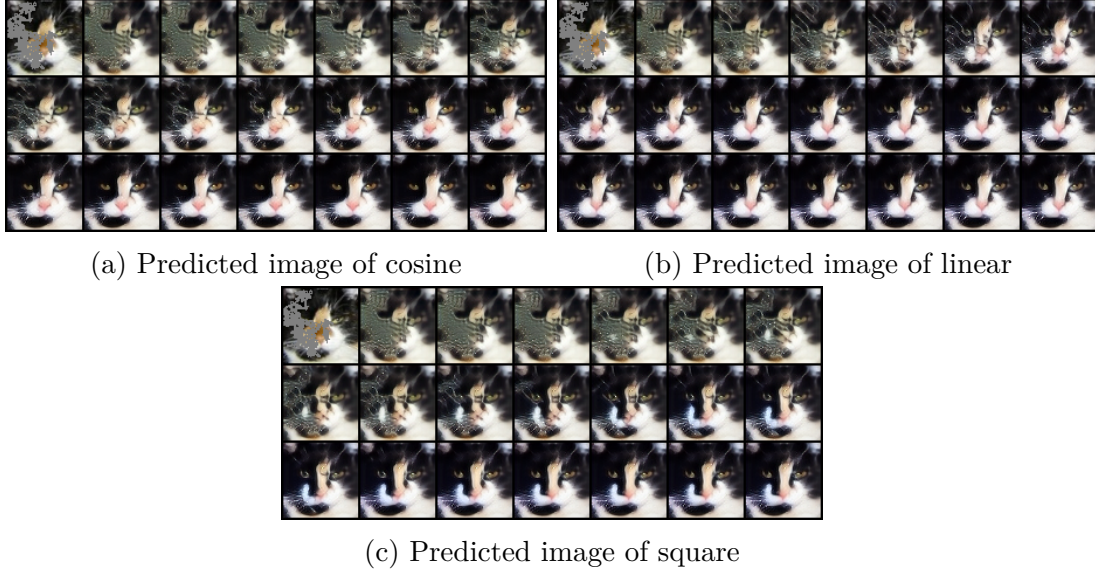 (a) Predicted image of cosine
(b) Predicted image of linear
(c) Predicted image of square